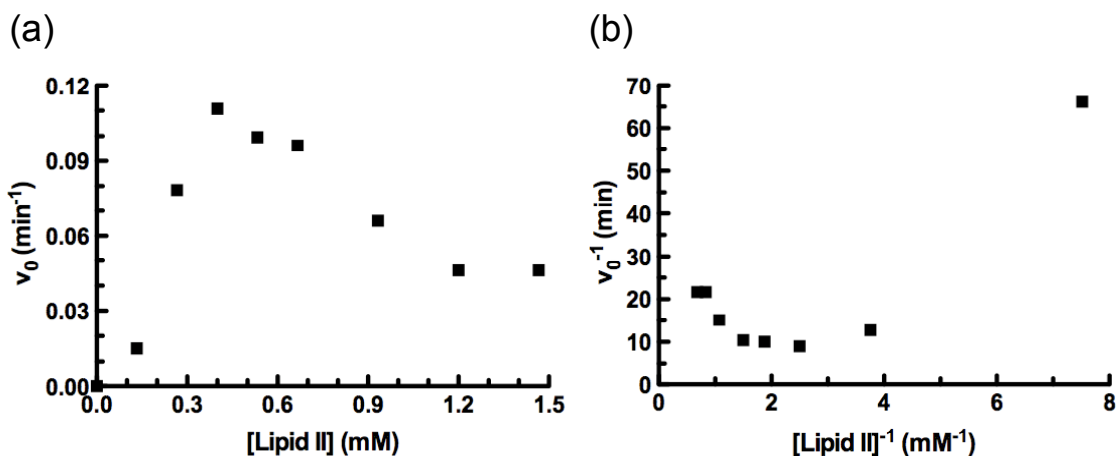 (a)
v0 (min-1)
0.12
0.09
0.06
0.03
0.00
0.0 0.3 0.6 0.9 1.2 1.5
[Lipid II] (mM)
(b)
v0-1 (min)
70
60
50
40
30
20
10
0
0 2 4 6 8
[Lipid II]-1 (mM-1)